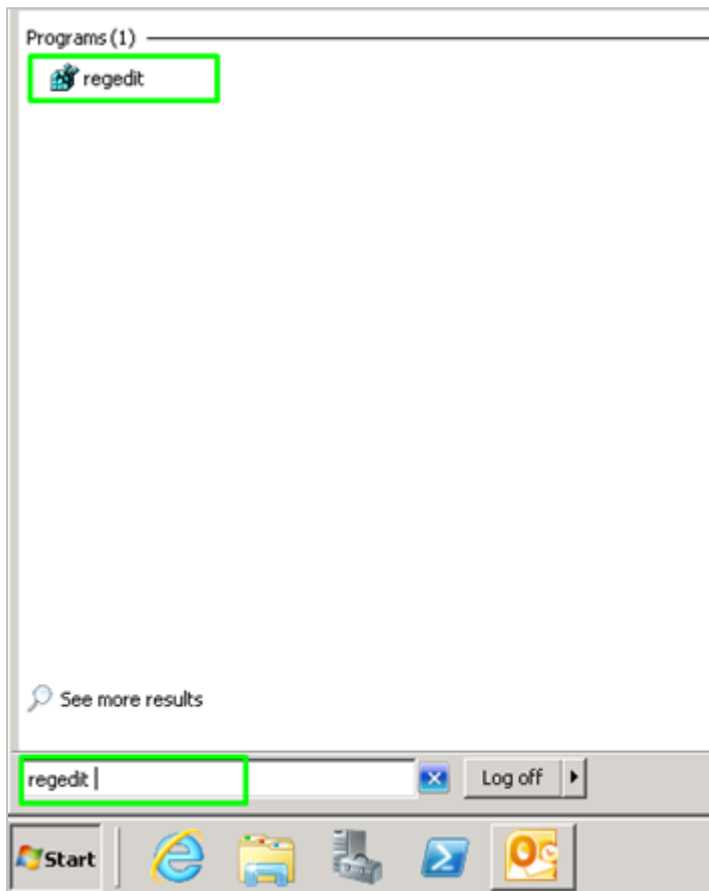 Programs (1)
regedit
See more results
regedit
Log off
Start